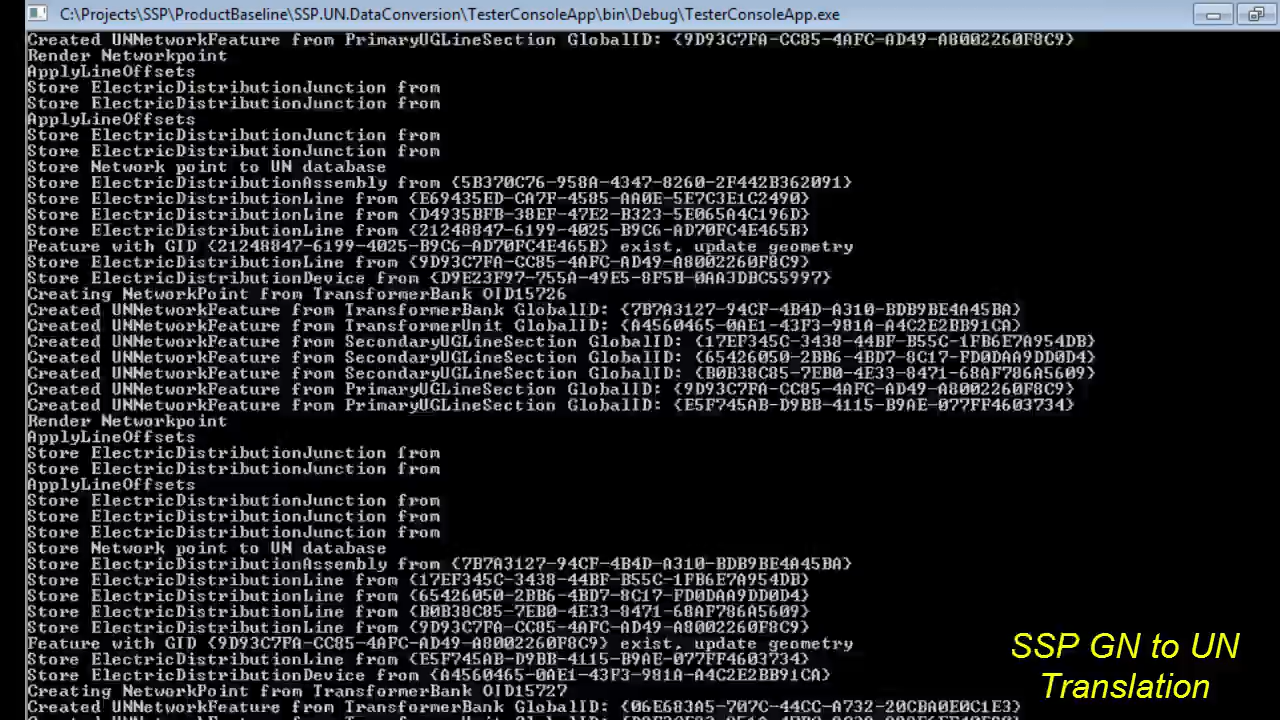 C:\Projects\SSP\ProductBaseline\SSP.UN.DataConversion\TesterConsoleApp\bin\Debug\TesterConsoleApp.exe
Created UNNetworkFeature from PrimaryUGLineSection GlobalID: {9D93C7FA-CC85-4AFC-AD49-A8002260F8C9}
Render Networkpoint
ApplyLineOffsets
Store ElectricDistributionJunction from
Store ElectricDistributionJunction from
ApplyLineOffsets
Store ElectricDistributionJunction from
Store ElectricDistributionJunction from
Store Network point to UN database
Store ElectricDistributionAssembly from {5B370C76-958A-4347-8260-2F442B362091}
Store ElectricDistributionLine from {E69435ED-CA7F-4585-AA0E-5E7C3E1C2490}
Store ElectricDistributionLine from {D4935BFB-38EF-47E2-B323-5E065A4C196D}
Store ElectricDistributionLine from {21248847-6199-4025-B9C6-AD70FC4E465B}
Feature with GID {21248847-6199-4025-B9C6-AD70FC4E465B} exist, update geometry
Store ElectricDistributionLine from {9D93C7FA-CC85-4AFC-AD49-A8002260F8C9}
Store ElectricDistributionDevice from {D9E23F97-755A-49E5-8F5B-0AA3DBC55997}
Creating NetworkPoint from TransformerBank OID15726
Created UNNetworkFeature from TransformerBank GlobalID: {7B7A3127-94CF-4B4D-A310-BDB9BE4A45BA}
Created UNNetworkFeature from TransformerUnit GlobalID: {A4560465-0AE1-43F3-981A-A4C2E2BB91CA}
Created UNNetworkFeature from SecondaryUGLineSection GlobalID: {17EF345C-3438-44BF-B55C-1FB6E7A954DB}
Created UNNetworkFeature from SecondaryUGLineSection GlobalID: {65426050-2BB6-4BD7-8C17-FD0DAA9DD0D4}
Created UNNetworkFeature from SecondaryUGLineSection GlobalID: {B0B38C85-7EB0-4E33-8471-68AF786A5609}
Created UNNetworkFeature from PrimaryUGLineSection GlobalID: {9D93C7FA-CC85-4AFC-AD49-A8002260F8C9}
Created UNNetworkFeature from PrimaryUGLineSection GlobalID: {E5F745AB-D9BB-4115-B9AE-077FF4603734}
Render Networkpoint
ApplyLineOffsets
Store ElectricDistributionJunction from
Store ElectricDistributionJunction from
ApplyLineOffsets
Store ElectricDistributionJunction from
Store ElectricDistributionJunction from
Store ElectricDistributionJunction from
Store Network point to UN database
Store ElectricDistributionAssembly from {7B7A3127-94CF-4B4D-A310-BDB9BE4A45BA}
Store ElectricDistributionLine from {17EF345C-3438-44BF-B55C-1FB6E7A954DB}
Store ElectricDistributionLine from {65426050-2BB6-4BD7-8C17-FD0DAA9DD0D4}
Store ElectricDistributionLine from {B0B38C85-7EB0-4E33-8471-68AF786A5609}
Store ElectricDistributionLine from {9D93C7FA-CC85-4AFC-AD49-A8002260F8C9}
Feature with GID {9D93C7FA-CC85-4AFC-AD49-A8002260F8C9} exist, update geometry
Store ElectricDistributionLine from {E5F745AB-D9BB-4115-B9AE-077FF4603734}
Store ElectricDistributionDevice from {A4560465-0AE1-43F3-981A-A4C2E2BB91CA}
Creating NetworkPoint from TransformerBank OID15727
Created UNNetworkFeature from TransformerBank GlobalID: {06E683A5-707C-44CC-A732-20CBA0E0C1E3}
SSP GN to UN
Translation